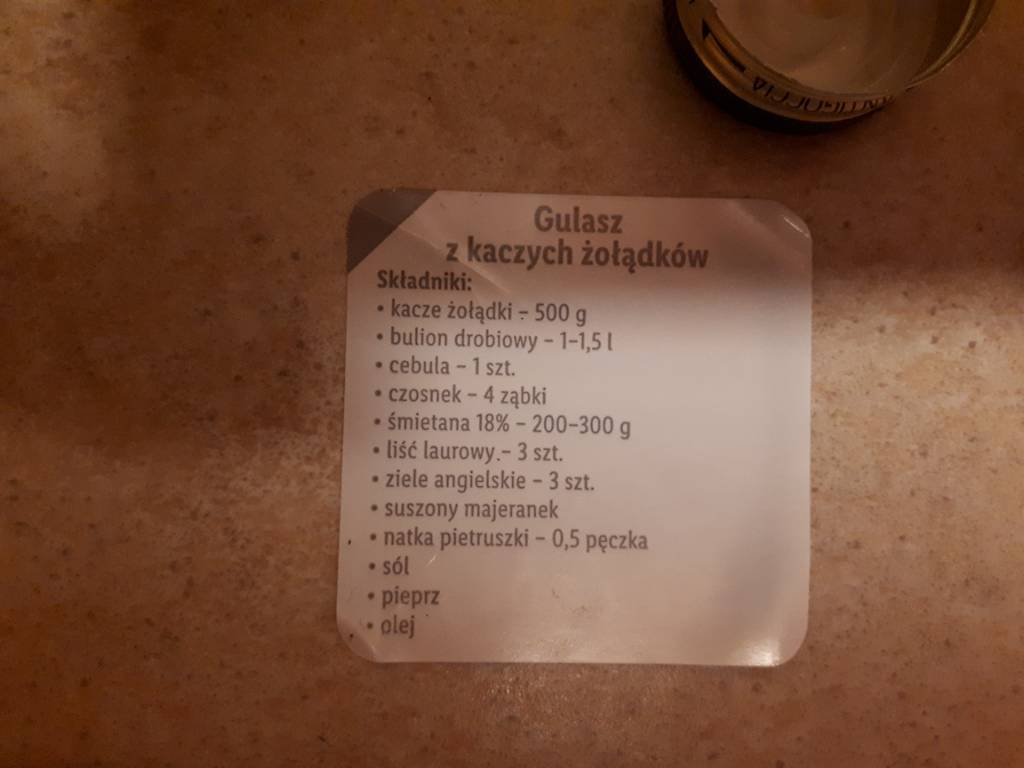 Gulasz
z kaczych żołądków
Składniki:
• kacze żołądki – 500 g
• bulion drobiowy – 1–1,5 l
• cebula – 1 szt.
• czosnek – 4 ząbki
• śmietana 18% – 200–300 g
• liść laurowy – 3 szt.
• ziele angielskie – 3 szt.
• suszony majeranek
• natka pietruszki – 0,5 pęczka
• sól
• pieprz
• olej